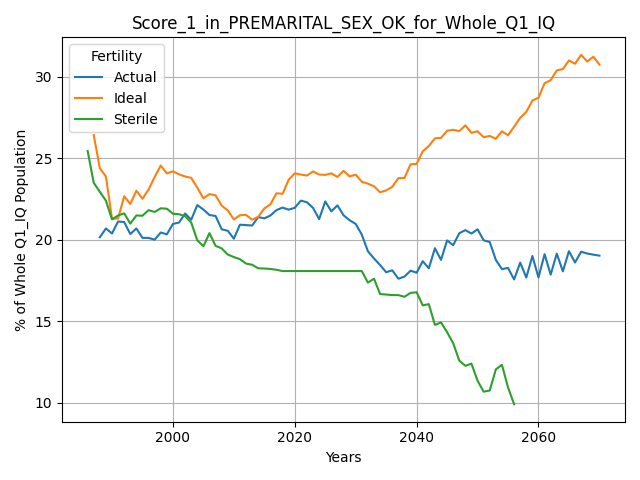 Score_1_in_PREMARITAL_SEX_OK_for_Whole_Q1_IQ
Fertility
Actual
Ideal
Sterile
% of Whole Q1_IQ Population
30
25
20
15
10
2000
2020
2040
2060
Years